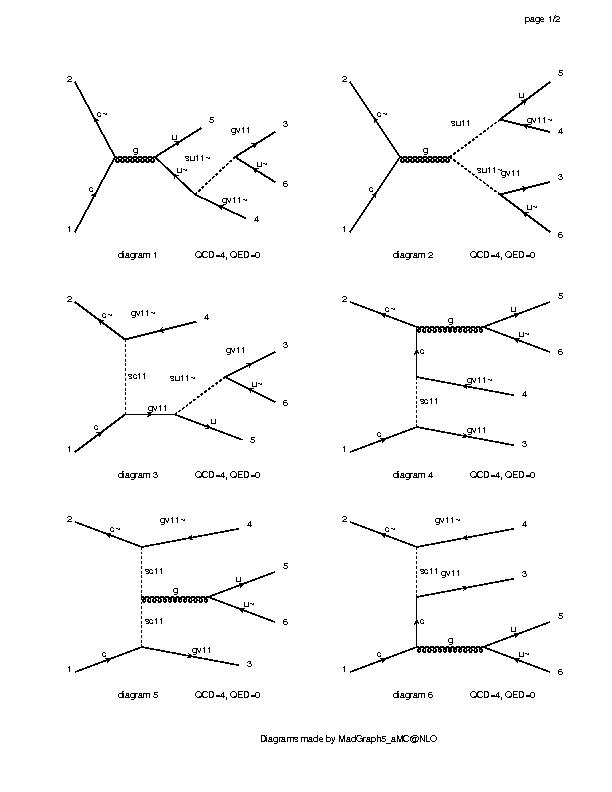 page 1/2
2
c~
g
c
1
u
5
su11~
u~
gv11
3
u~
6
gv11~
4
diagram 1 QCD=4, QED=0
2
c~
g
c
1
su11
u
5
gv11~
4
su11~
gv11
3
u~
6
diagram 2 QCD=4, QED=0
2
c~
gv11~
4
sc11
c
1
gv11
su11~
gv11
3
u~
6
u
5
diagram 3 QCD=4, QED=0
2
c~
g
u
5
u~
6
c
gv11~
4
sc11
c
1
gv11
3
diagram 4 QCD=4, QED=0
2
c~
gv11~
4
sc11
g
u
5
u~
6
sc11
c
1
gv11
3
diagram 5 QCD=4, QED=0
2
c~
gv11~
4
sc11
gv11
3
c
g
u
5
u~
6
c
1
diagram 6 QCD=4, QED=0
Diagrams made by MadGraph5_aMC@NLO